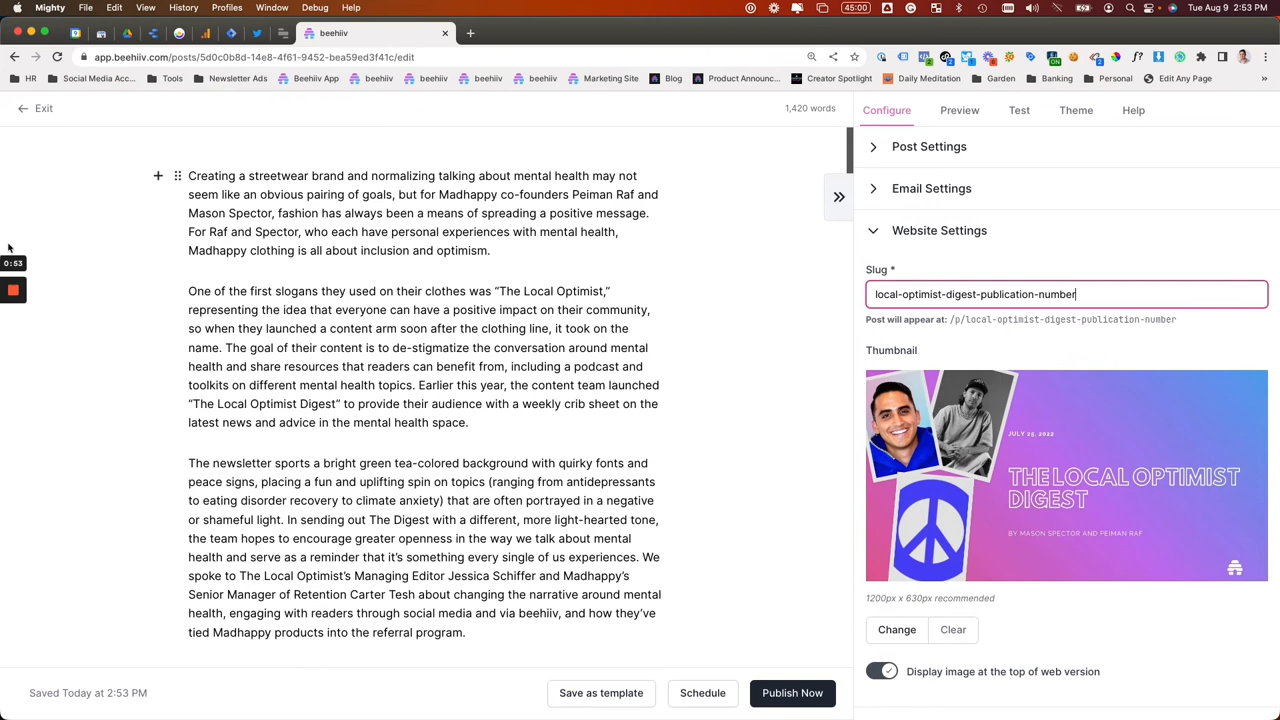 Mighty File Edit View History Profiles Window Debug Help
45:00 Tue Aug 9 2:53 PM
beehiiv
app.beehiiv.com/posts/5d0c0b8d-14e8-4f61-9452-bea59ed3f41c/edit
HR Social Media Acc... Tools Newsletter Ads Beehiiv App beehiiv beehiiv beehiiv beehiiv Marketing Site Blog Product Announc... Creator Spotlight Daily Meditation Garden Banking Personal Edit Any Page
Exit
1,420 words
Configure Preview Test Theme Help
Post Settings
Email Settings
Website Settings
Slug *
local-optimist-digest-publication-number
Post will appear at: /p/local-optimist-digest-publication-number
Thumbnail
JULY 25, 2022
THE LOCAL OPTIMIST
DIGEST
BY MASON SPECTOR AND PEIMAN RAF
1200px x 630px recommended
Change Clear
Display image at the top of web version
Creating a streetwear brand and normalizing talking about mental health may not
seem like an obvious pairing of goals, but for Madhappy co-founders Peiman Raf and
Mason Spector, fashion has always been a means of spreading a positive message.
For Raf and Spector, who each have personal experiences with mental health,
Madhappy clothing is all about inclusion and optimism.
One of the first slogans they used on their clothes was “The Local Optimist,”
representing the idea that everyone can have a positive impact on their community,
so when they launched a content arm soon after the clothing line, it took on the
name. The goal of their content is to de-stigmatize the conversation around mental
health and share resources that readers can benefit from, including a podcast and
toolkits on different mental health topics. Earlier this year, the content team launched
“The Local Optimist Digest” to provide their audience with a weekly crib sheet on the
latest news and advice in the mental health space.
The newsletter sports a bright green tea-colored background with quirky fonts and
peace signs, placing a fun and uplifting spin on topics (ranging from antidepressants
to eating disorder recovery to climate anxiety) that are often portrayed in a negative
or shameful light. In sending out The Digest with a different, more light-hearted tone,
the team hopes to encourage greater openness in the way we talk about mental
health and serve as a reminder that it’s something every single of us experiences. We
spoke to The Local Optimist’s Managing Editor Jessica Schiffer and Madhappy’s
Senior Manager of Retention Carter Tesh about changing the narrative around mental
health, engaging with readers through social media and via beehiiv, and how they’ve
tied Madhappy products into the referral program.
0:53
Saved Today at 2:53 PM
Save as template Schedule Publish Now